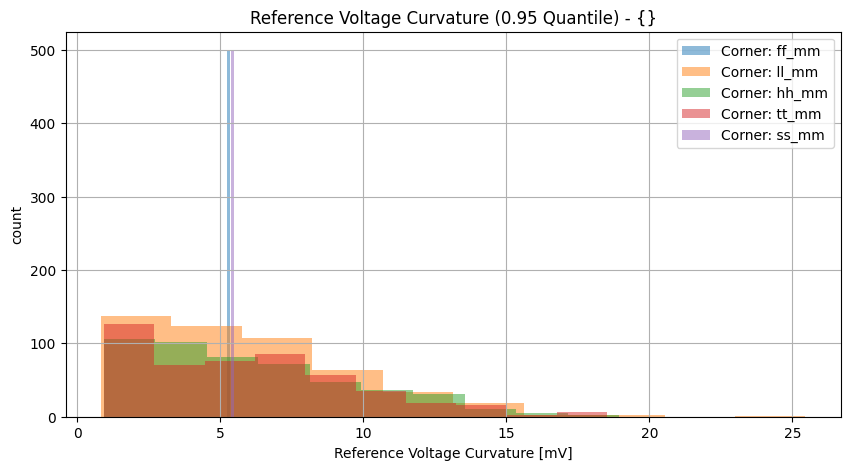 Reference Voltage Curvature (0.95 Quantile) - {}
Corner: ff_mm
Corner: ll_mm
Corner: hh_mm
Corner: tt_mm
Corner: ss_mm
500
400
300
200
100
0
count
0 5 10 15 20 25
Reference Voltage Curvature [mV]